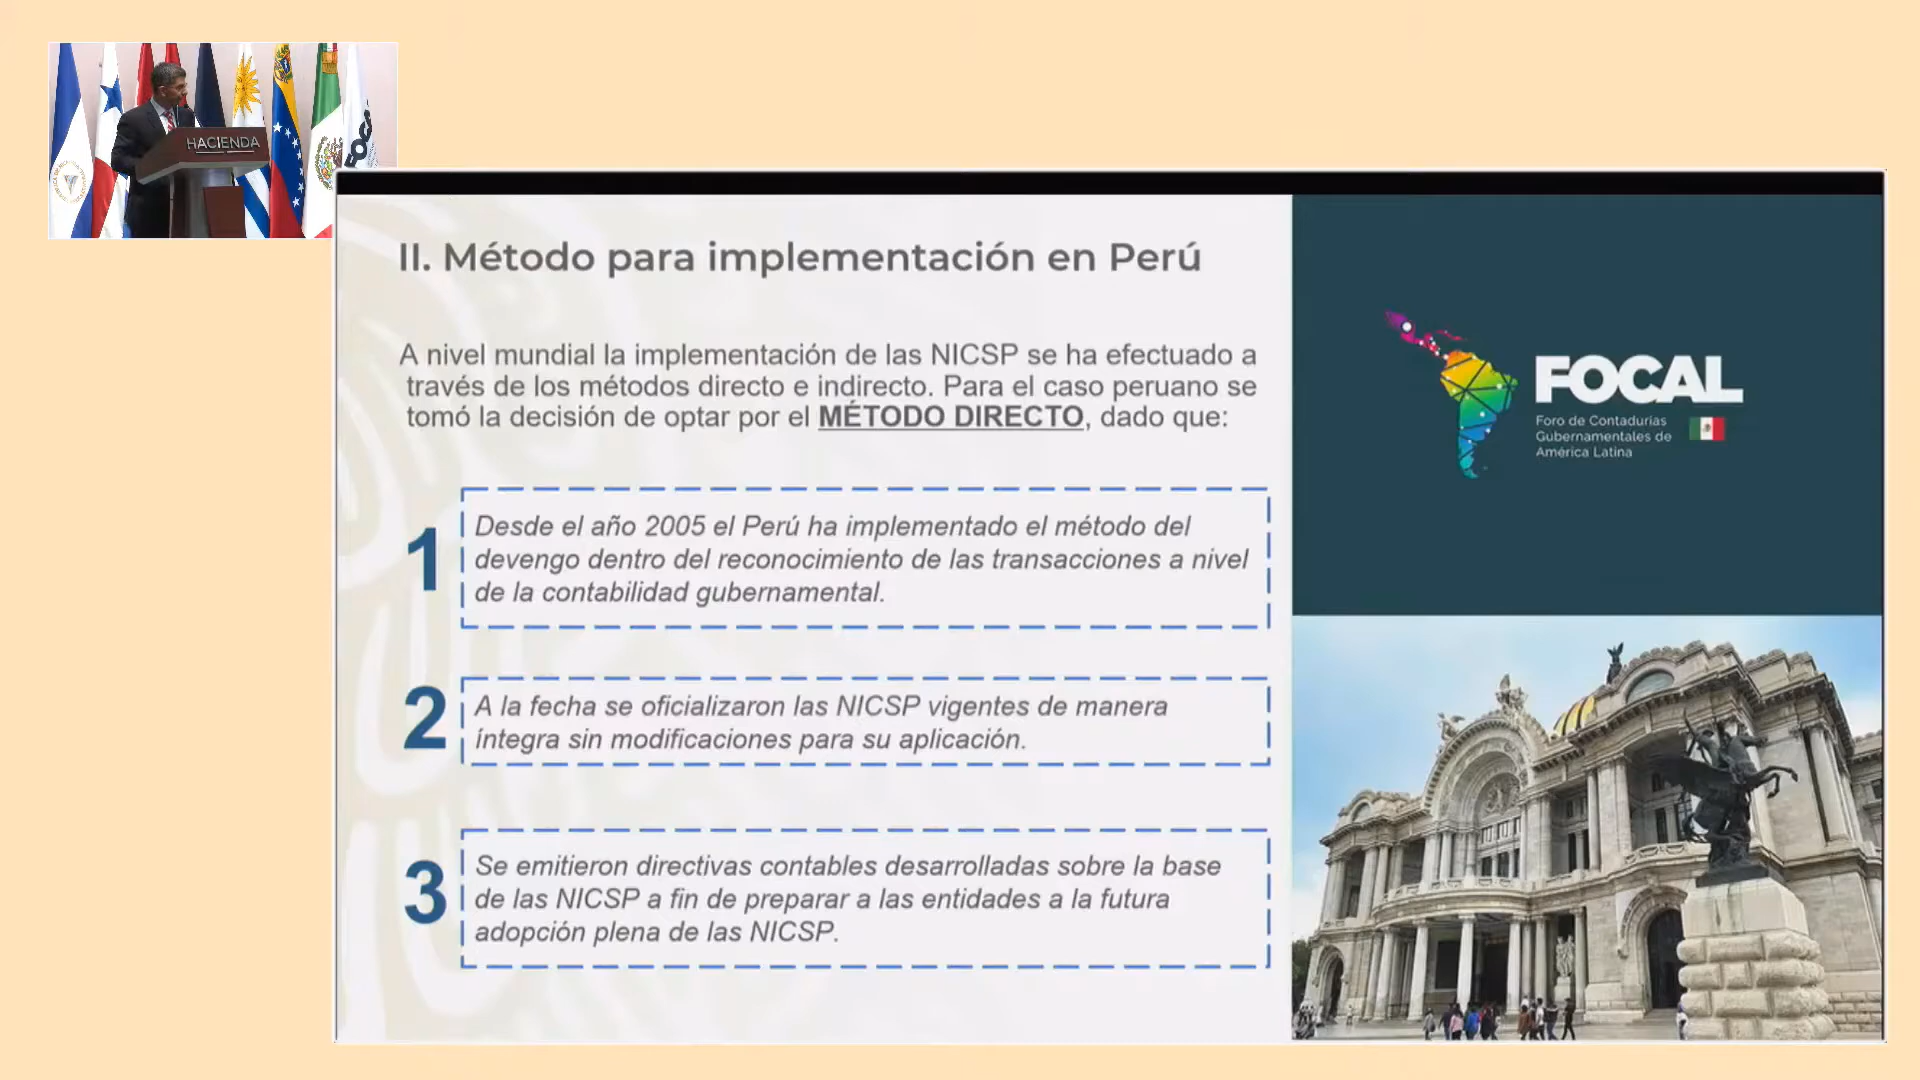 HACIENDA
FOCAL
II. Método para implementación en Perú
A nivel mundial la implementación de las NICSP se ha efectuado a
través de los métodos directo e indirecto. Para el caso peruano se
tomó la decisión de optar por el MÉTODO DIRECTO, dado que:
1
Desde el año 2005 el Perú ha implementado el método del
devengo dentro del reconocimiento de las transacciones a nivel
de la contabilidad gubernamental.
2
A la fecha se oficializaron las NICSP vigentes de manera
íntegra sin modificaciones para su aplicación.
3
Se emitieron directivas contables desarrolladas sobre la base
de las NICSP a fin de preparar a las entidades a la futura
adopción plena de las NICSP.
FOCAL
Foro de Contadurías
Gubernamentales de
América Latina